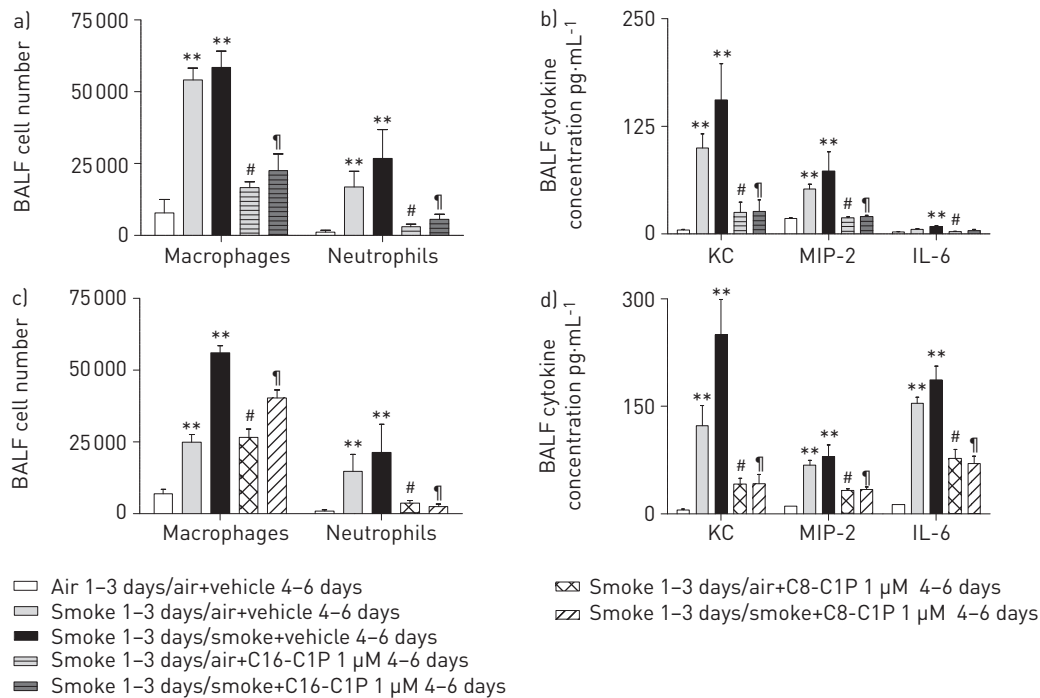 a)
BALF cell number
75 000
50 000
25 000
0
** ** # ¶ ** ** # ¶
Macrophages Neutrophils
b)
BALF cytokine
concentration pg·mL-1
250
125
0
** ** # ¶ ** ** # ¶ ** #
KC MIP-2 IL-6
c)
BALF cell number
75 000
50 000
25 000
0
** ** # ¶ ** ** # ¶
Macrophages Neutrophils
d)
BALF cytokine
concentration pg·mL-1
300
150
0
** ** # ¶ ** ** # ¶ ** ** # ¶
KC MIP-2 IL-6
Air 1–3 days/air+vehicle 4–6 days
Smoke 1–3 days/air+vehicle 4–6 days
Smoke 1–3 days/smoke+vehicle 4–6 days
Smoke 1–3 days/air+C16-C1P 1 µM 4–6 days
Smoke 1–3 days/smoke+C16-C1P 1 µM 4–6 days
Smoke 1–3 days/air+C8-C1P 1 µM 4–6 days
Smoke 1–3 days/smoke+C8-C1P 1 µM 4–6 days